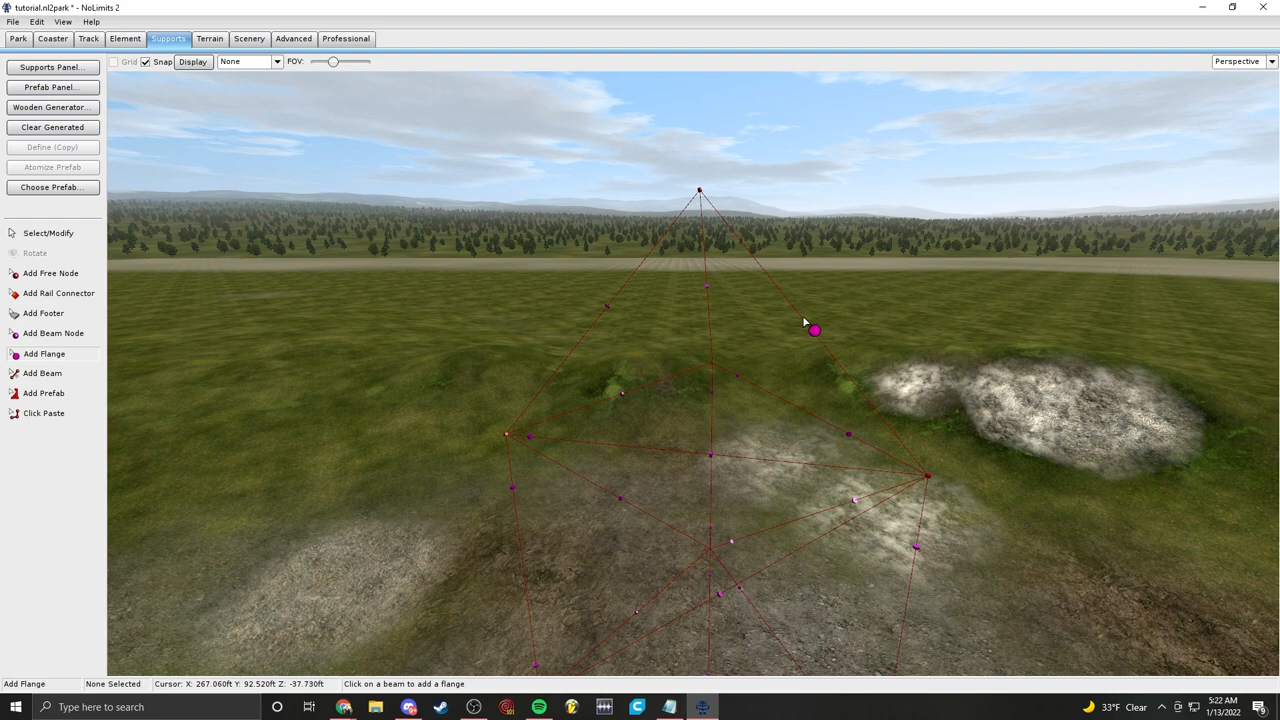 tutorial.nl2park * - NoLimits 2
File Edit View Help
Park Coaster Track Element Supports Terrain Scenery Advanced Professional
Grid Snap Display None FOV: Perspective
Supports Panel...
Prefab Panel...
Wooden Generator...
Clear Generated
Define (Copy)
Atomize Prefab
Choose Prefab...
Select/Modify
Rotate
Add Free Node
Add Rail Connector
Add Footer
Add Beam Node
Add Flange
Add Beam
Add Prefab
Click Paste
Add Flange None Selected Cursor: X: 267.060ft Y: 92.520ft Z: -37.730ft Click on a beam to add a flange
Type here to search 33°F Clear 5:22 AM
1/13/2022